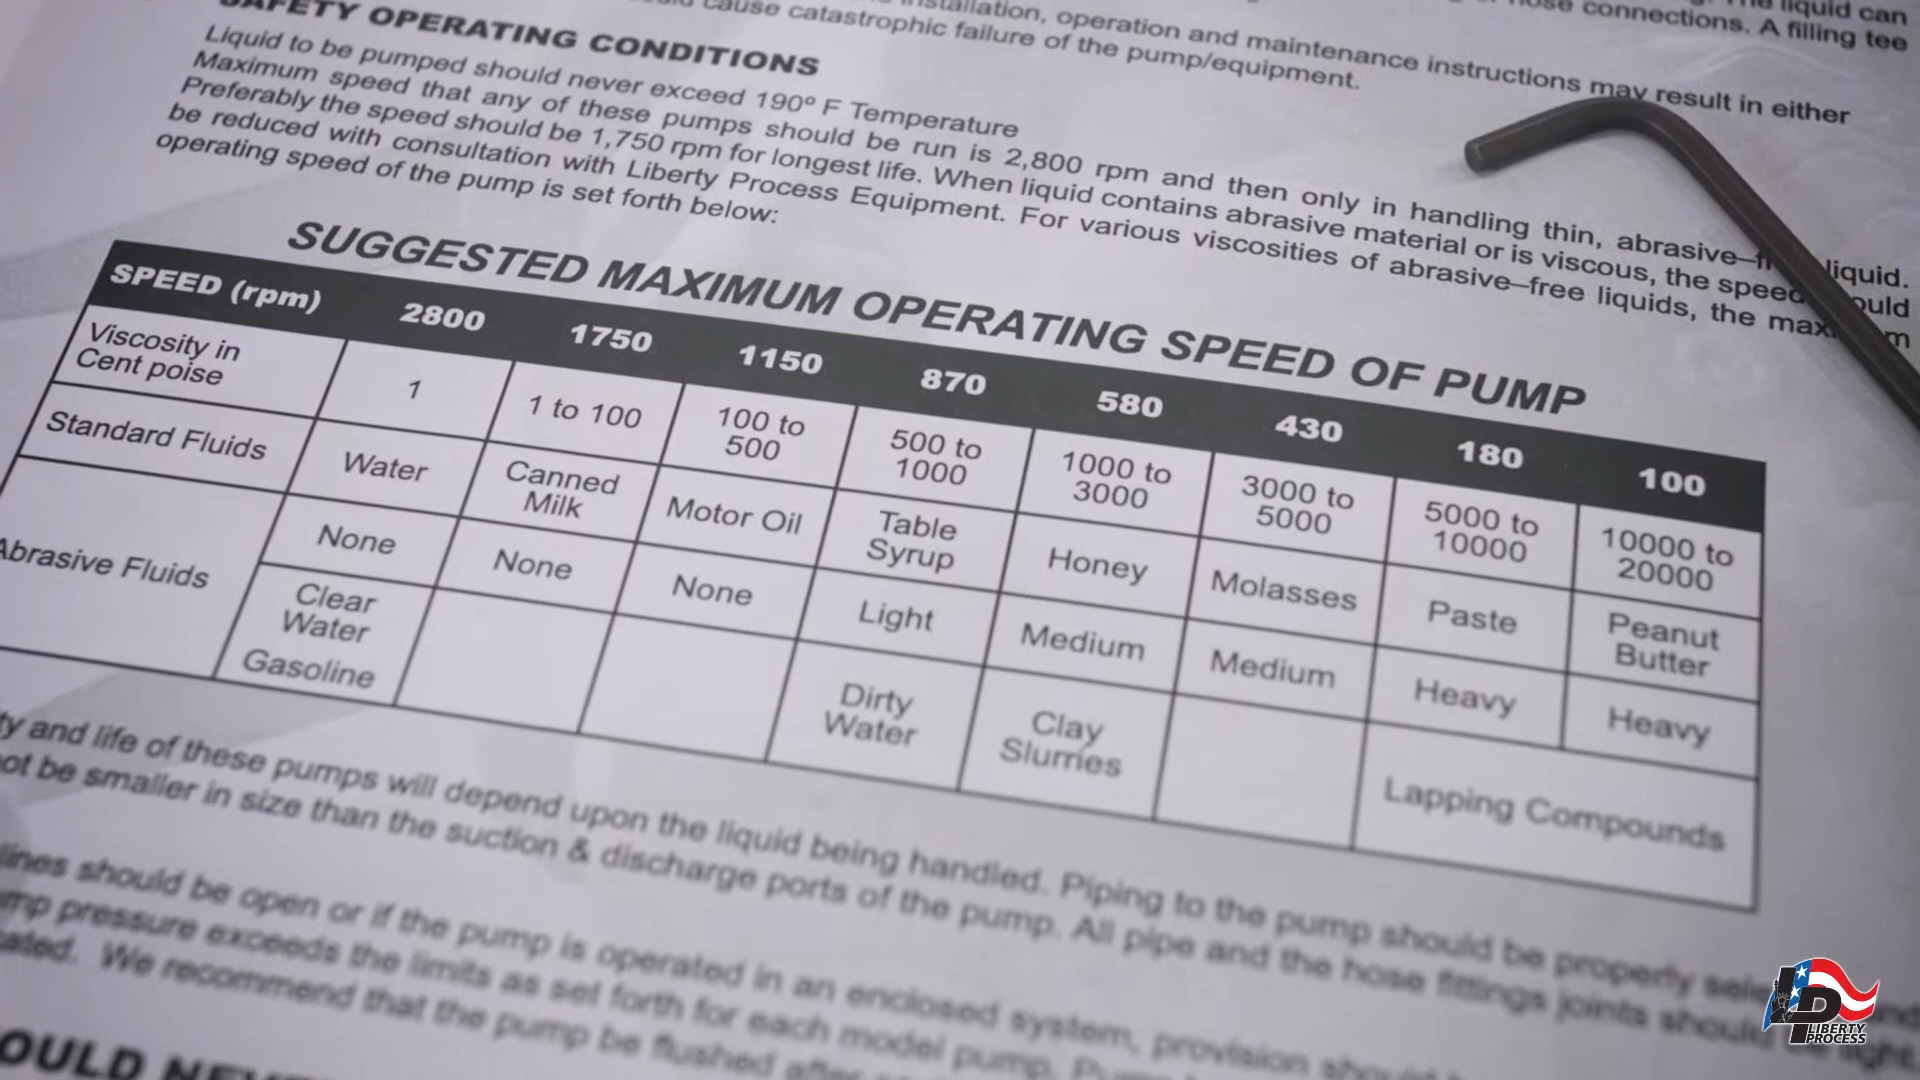 liquid can
hose connections. A filling tee
installation, operation and maintenance instructions may result in either
cause catastrophic failure of the pump/equipment.
SAFETY OPERATING CONDITIONS
Liquid to be pumped should never exceed 190º F Temperature
Maximum speed that any of these pumps should be run is 2,800 rpm and then only in handling thin, abrasive– liquid.
Preferably the speed should be 1,750 rpm for longest life. When liquid contains abrasive material or is viscous, the speed
be reduced with consultation with Liberty Process Equipment. For various viscosities of abrasive–free liquids, the
operating speed of the pump is set forth below:
SUGGESTED MAXIMUM OPERATING SPEED OF PUMP
SPEED (rpm) 2800 1750 1150 870 580 430 180 100
Viscosity in
Cent poise
1
1 to 100
100 to
500
500 to
1000
1000 to
3000
3000 to
5000
5000 to
10000
10000 to
20000
Standard Fluids
Water
Canned
Milk
Motor Oil
Table
Syrup
Honey
Molasses
Paste
Peanut
Butter
Abrasive Fluids
None
None
None
Light
Medium
Medium
Heavy
Heavy
Clear
Water
Gasoline
Dirty
Water
Clay
Slurries
Lapping Compounds
and life of these pumps will depend upon the liquid being handled. Piping to the pump should be properly
not be smaller in size than the suction & discharge ports of the pump. All pipe and the hose fittings joints should
lines should be open or if the pump is operated in an enclosed system, provision
pump pressure exceeds the limits as set forth for each model pump.
We recommend that the pump be flushed after
LP
LIBERTY
PROCESS